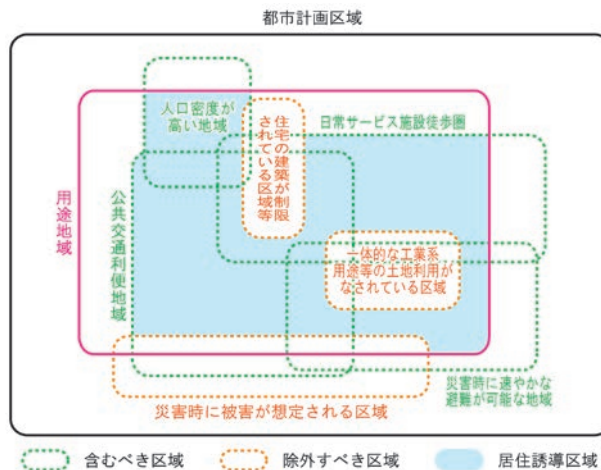 都市計画区域
人口密度が
高い地域
住宅の建築が制限
されている区域等
日常サービス施設徒歩圏
用途地域
公共交通利便地域
一体的な工業系
用途等の土地利用が
なされている区域
災害時に速やかな
避難が可能な地域
災害時に被害が想定される区域
含むべき区域
除外すべき区域
居住誘導区域